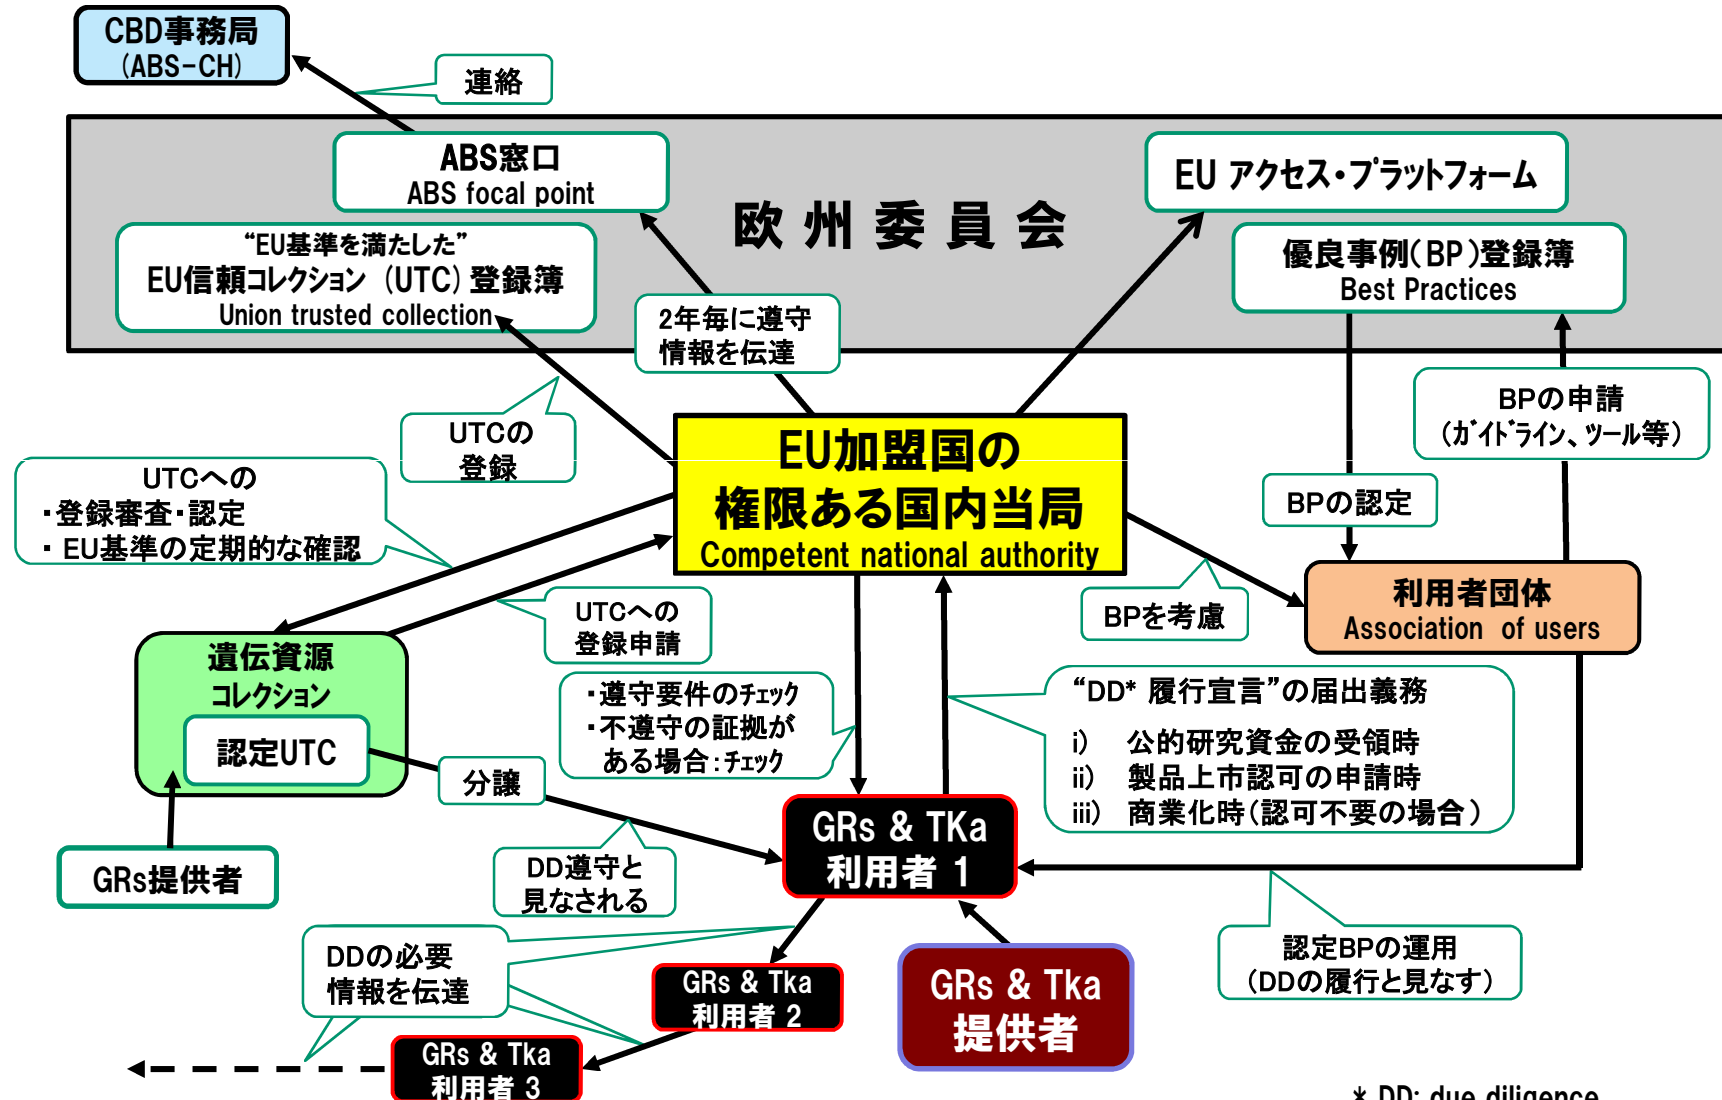 CBD事務局
(ABS-CH)
連絡
ABS窓口
ABS focal point
EU アクセス・プラットフォーム
欧州委員会
“EU基準を満たした”
EU信頼コレクション (UTC) 登録簿
Union trusted collection
優良事例(BP)登録簿
Best Practices
2年毎に遵守
情報を伝達
UTCの
登録
BPの申請
(ガイドライン、ツール等)
EU加盟国の
権限ある国内当局
Competent national authority
UTCへの
・登録審査・認定
・EU基準の定期的な確認
BPの認定
UTCへの
登録申請
BPを考慮
利用者団体
Association of users
遺伝資源
コレクション
認定UTC
・遵守要件のチェック
・不遵守の証拠が
ある場合：チェック
“DD* 履行宣言”の届出義務
i) 公的研究資金の受領時
ii) 製品上市認可の申請時
iii) 商業化時(認可不要の場合)
分譲
GRs提供者
DD遵守と
見なされる
GRs & TKa
利用者 1
DDの必要
情報を伝達
GRs & Tka
利用者 2
GRs & Tka
提供者
認定BPの運用
(DDの履行と見なす)
GRs & Tka
利用者 3
* DD: due diligence